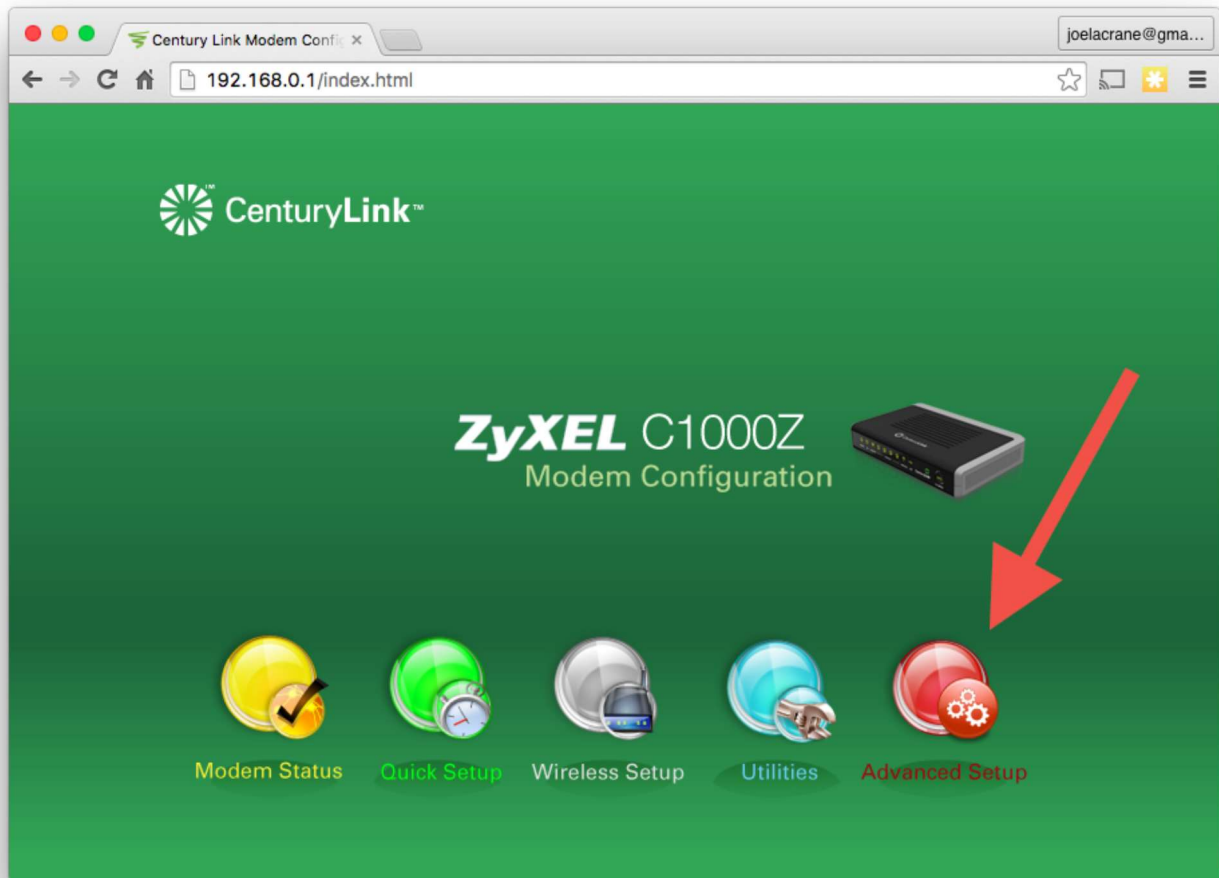 Century Link Modem Config
joelacrane@gma...
192.168.0.1/index.html
CenturyLink™
ZyXEL C1000Z
Modem Configuration
Modem Status
Quick Setup
Wireless Setup
Utilities
Advanced Setup